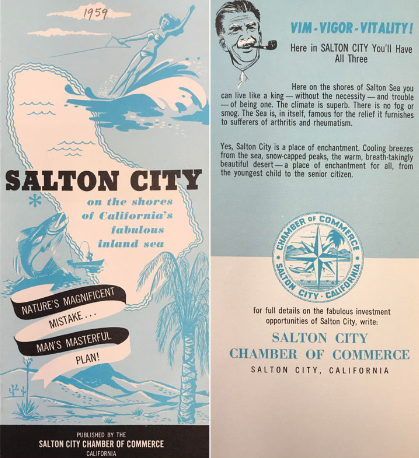 1959
SALTON CITY
* on the shores
of California's
fabulous
inland sea
NATURE'S MAGNIFICENT
MISTAKE...
MAN'S MASTERFUL
PLAN!
PUBLISHED BY THE
SALTON CITY CHAMBER OF COMMERCE
CALIFORNIA
VIM - VIGOR - VITALITY!
Here in SALTON CITY You'll Have
All Three
Here on the shores of Salton Sea you
can live like a king — without the necessity — and trouble
— of being one. The climate is superb. There is no fog or
smog. The Sea is, in itself, famous for the relief it furnishes
to sufferers of arthritis and rheumatism.
Yes, Salton City is a place of enchantment. Cooling breezes
from the sea, snow-capped peaks, the warm, breath-takingly
beautiful desert — a place of enchantment for all, from
the youngest child to the senior citizen.
CHAMBER OF COMMERCE
SALTON CITY - CALIFORNIA
for full details on the fabulous investment
opportunities of Salton City, write:
SALTON CITY
CHAMBER OF COMMERCE
SALTON CITY, CALIFORNIA